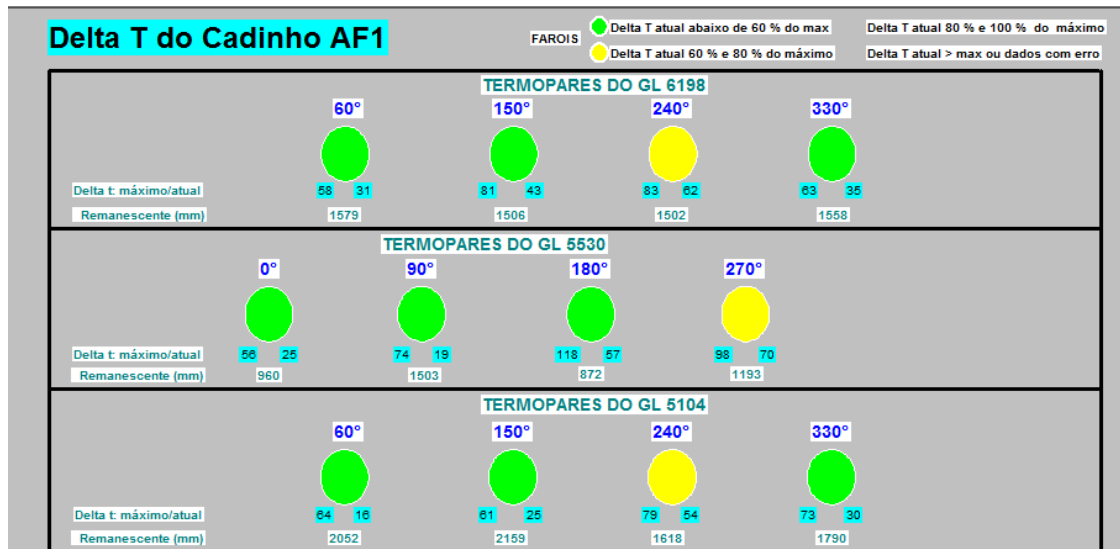 Delta T do Cadinho AF1
FAROIS
Delta T atual abaixo de 60 % do max
Delta T atual 80 % e 100 % do máximo
Delta T atual 60 % e 80 % do máximo
Delta T atual > max ou dados com erro
TERMOPARES DO GL 6198
60° 150° 240° 330°
Delta t: máximo/atual 58 31 81 43 83 62 63 35
Remanescente (mm) 1579 1506 1502 1558
TERMOPARES DO GL 5530
0° 90° 180° 270°
Delta t: máximo/atual 56 25 74 19 118 57 98 70
Remanescente (mm) 960 1503 872 1193
TERMOPARES DO GL 5104
60° 150° 240° 330°
Delta t: máximo/atual 64 16 61 25 79 54 73 30
Remanescente (mm) 2052 2159 1618 1790